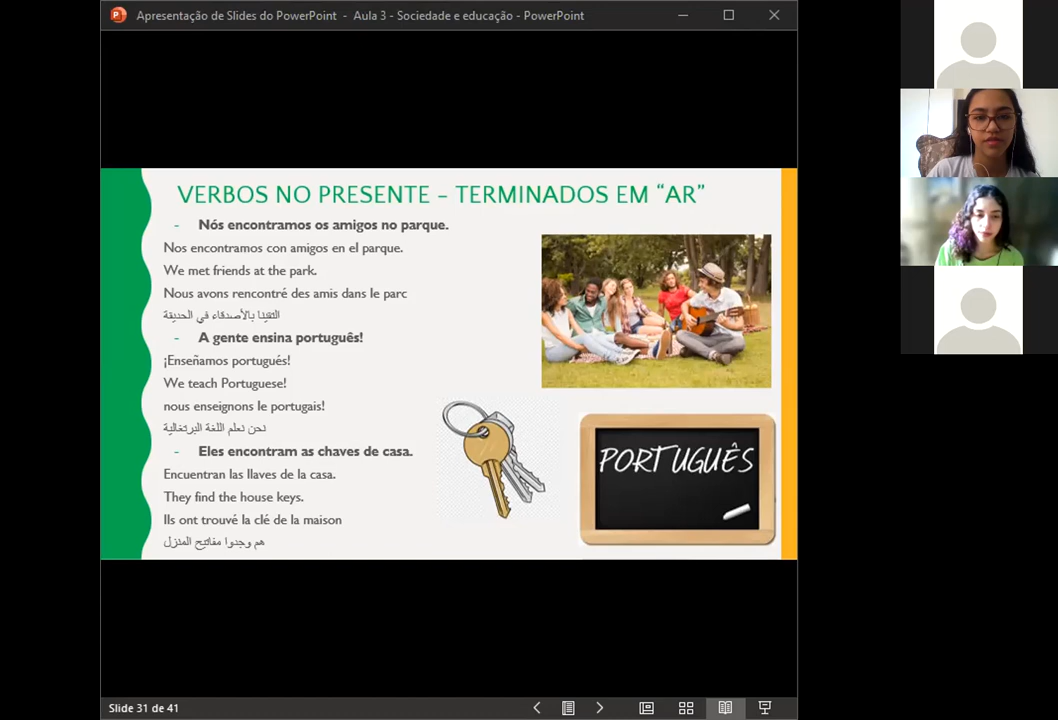 Apresentação de Slides do PowerPoint - Aula 3 - Sociedade e educação - PowerPoint
VERBOS NO PRESENTE – TERMINADOS EM “AR”
- Nós encontramos os amigos no parque.
Nos encontramos con amigos en el parque.
We met friends at the park.
Nous avons rencontré des amis dans le parc
التقينا بالأصدقاء في الحديقة
- A gente ensina português!
¡Enseñamos portugués!
We teach Portuguese!
nous enseignons le portugais!
نحن نعلم اللغة البرتغالية
- Eles encontram as chaves de casa.
Encuentran las llaves de la casa.
They find the house keys.
Ils ont trouvé la clé de la maison
هم وجدوا مفاتيح المنزل
PORTUGUÊS
Slide 31 de 41